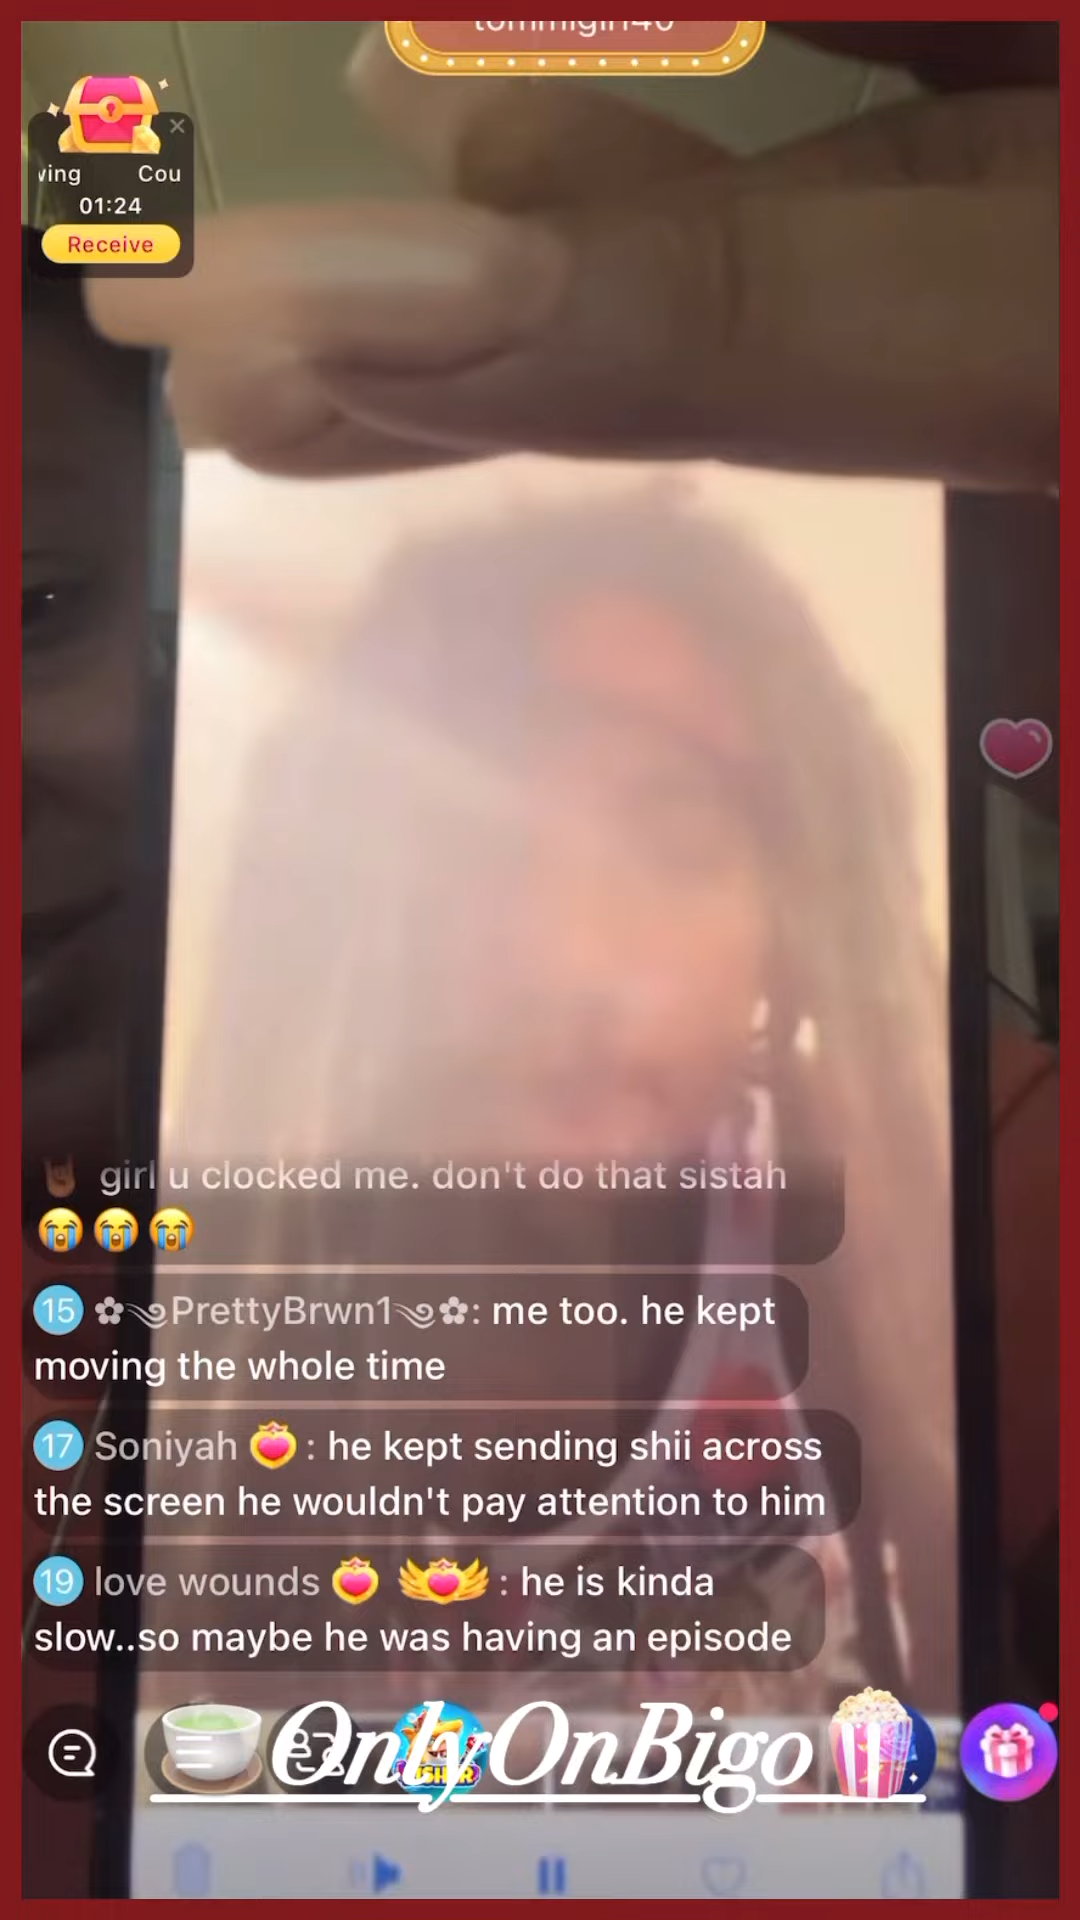 tommigirl40
ving Cou
01:24
Receive
🤘🏾 girl u clocked me. don't do that sistah
😭😭😭
15 ✿༄PrettyBrwn1༄✿: me too. he kept
moving the whole time
17 Soniyah : he kept sending shii across
the screen he wouldn't pay attention to him
19 love wounds : he is kinda
slow..so maybe he was having an episode
OnlyOnBigo